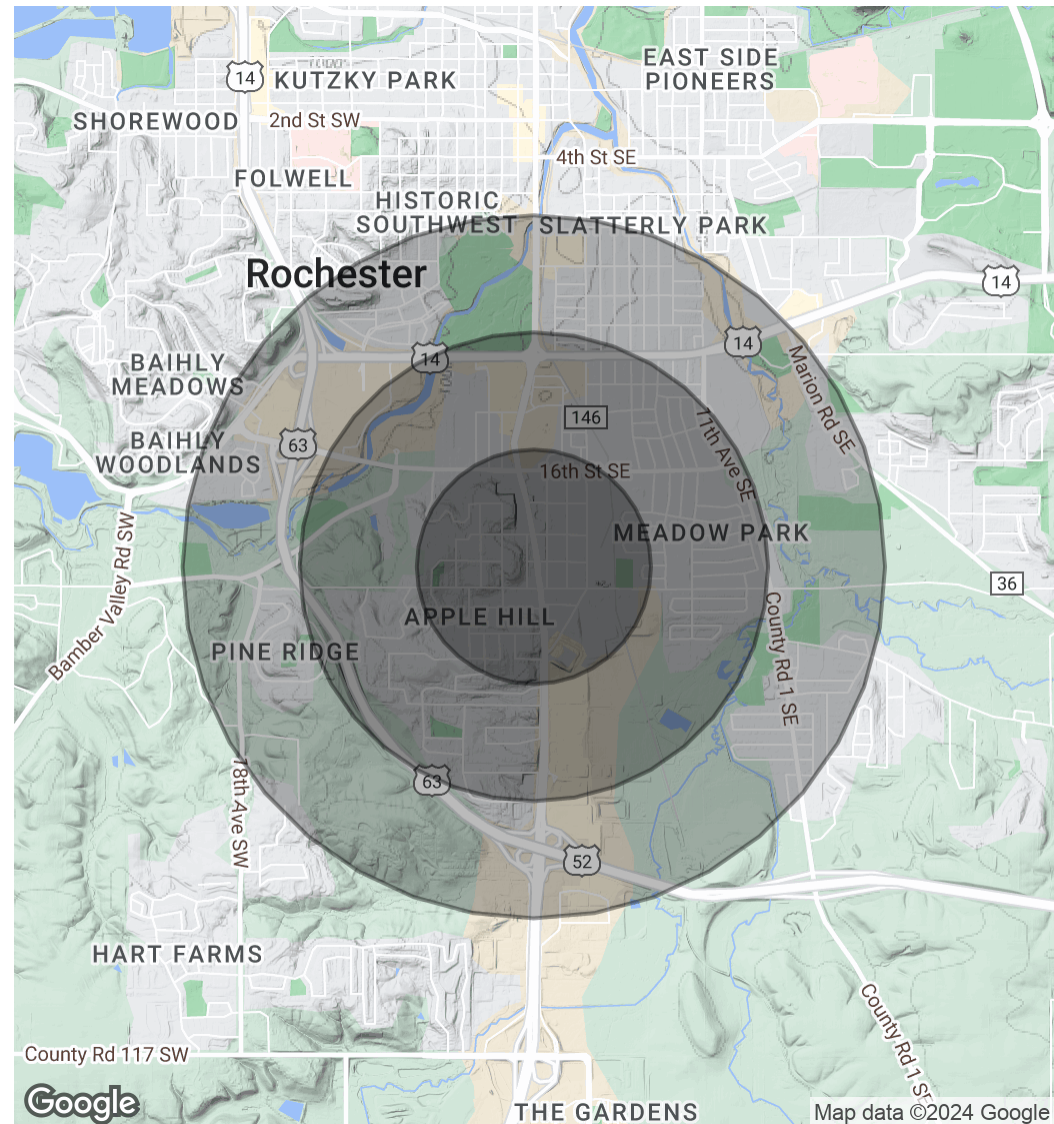 EAST SIDE
PIONEERS
14
KUTZKY PARK
SHOREWOOD
2nd St SW
4th St SE
FOLWELL
HISTORIC
SOUTHWEST
SLATTERLY PARK
Rochester
14
14
14
BAIHLY
MEADOWS
Marion Rd SE
146
11th Ave SE
63
BAIHLY
WOODLANDS
16th St SE
MEADOW PARK
Bamber Valley Rd SW
36
APPLE HILL
County Rd 1 SE
PINE RIDGE
63
18th Ave SW
52
HART FARMS
County Rd 1 SE
County Rd 117 SW
Google
THE GARDENS
Map data ©2024 Google